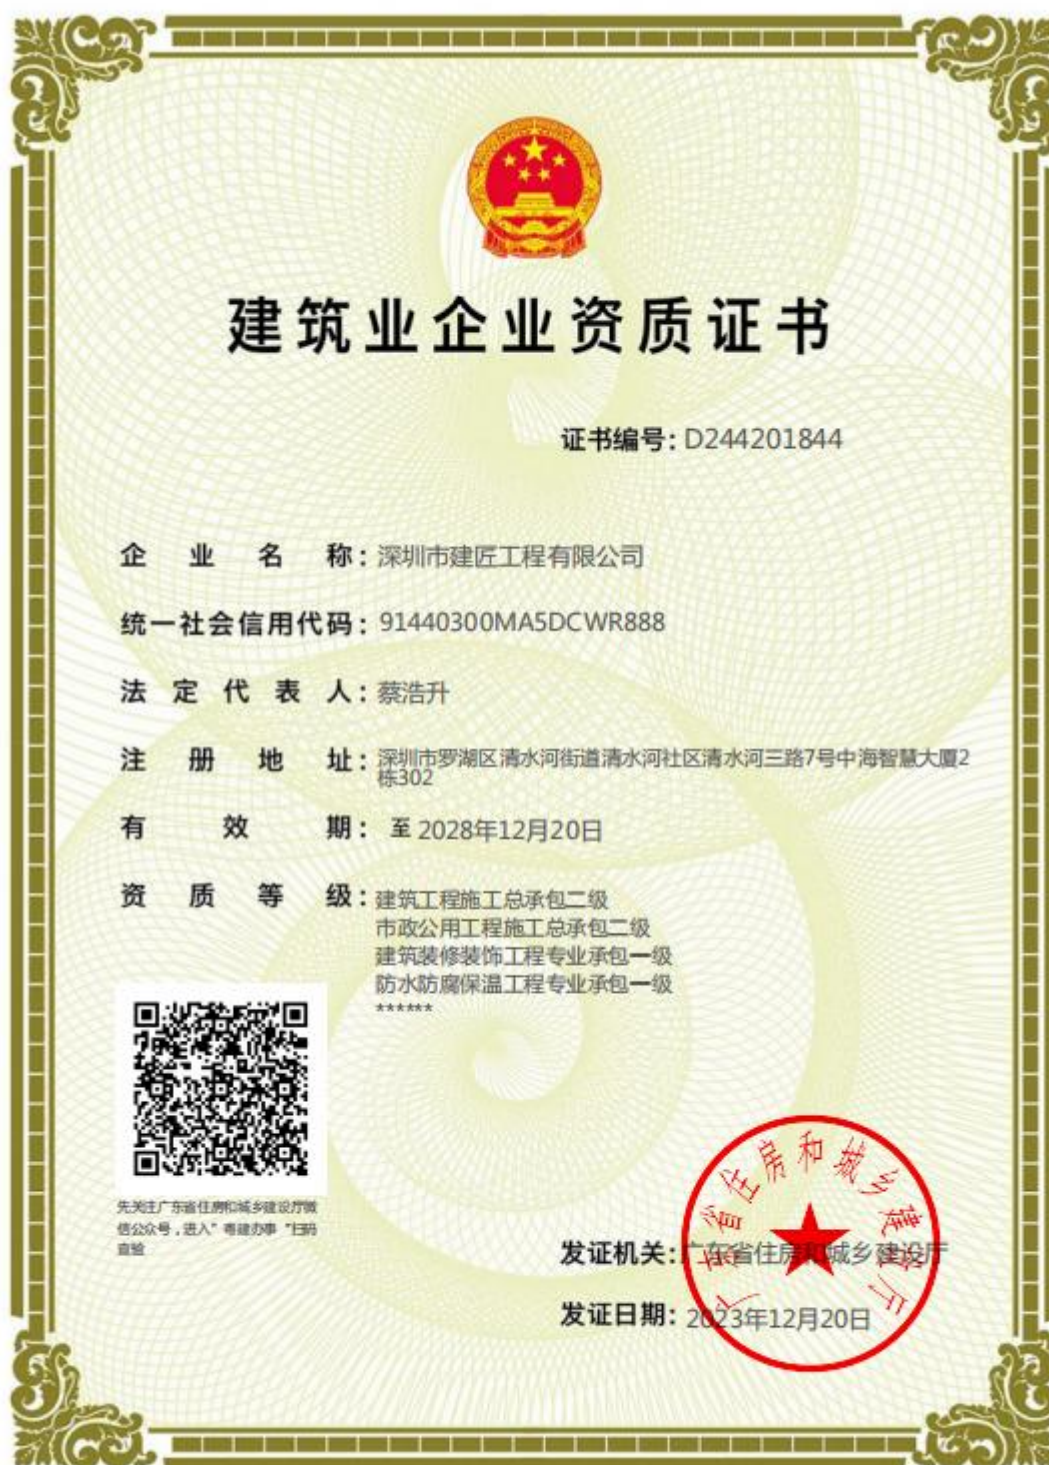 建筑业企业资质证书
证书编号: D244201844
企业名称: 深圳市建匠工程有限公司
统一社会信用代码: 91440300MA5DCWR888
法定代表人: 蔡浩升
注册地址: 深圳市罗湖区清水河街道清水河社区清水河三路7号中海智慧大厦2
栋302
有效期: 至 2028年12月20日
资质等级: 建筑工程施工总承包二级
市政公用工程施工总承包二级
建筑装修装饰工程专业承包一级
防水防腐保温工程专业承包一级
******
先关注广东省住房和城乡建设厅微
信公众号，进入”粤建办事“扫码
查验
广东省住房和城乡建设厅
发证机关: 广东省住房和城乡建设厅
发证日期: 2023年12月20日